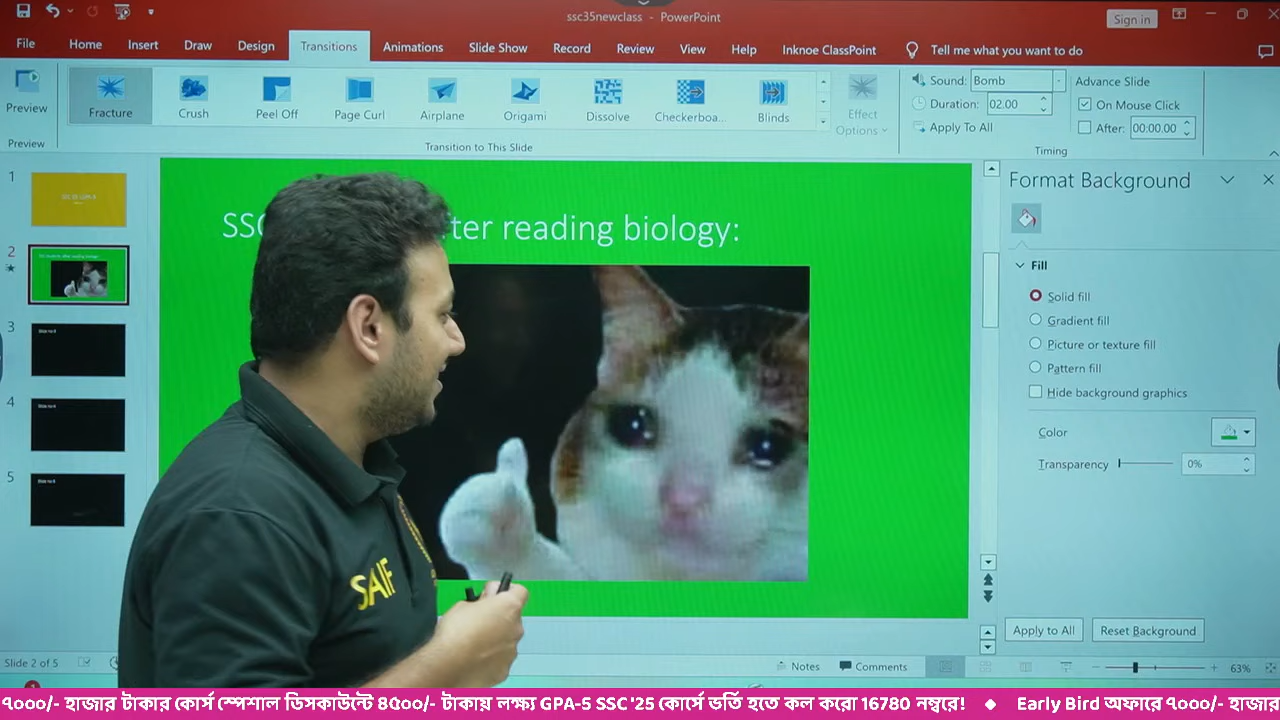 ssc35newclass - PowerPoint
Sign in
File Home Insert Draw Design Transitions Animations Slide Show Record Review View Help Inknoe ClassPoint Tell me what you want to do
Preview
Fracture Crush Peel Off Page Curl Airplane Origami Dissolve Checkerboa... Blinds
Effect Options
Sound: Bomb
Duration: 02.00
Apply To All
Advance Slide
On Mouse Click
After: 00:00.00
Preview
Transition to This Slide
Timing
1
2
3
4
5
SSC ter reading biology:
SAIF
Format Background
Fill
Solid fill
Gradient fill
Picture or texture fill
Pattern fill
Hide background graphics
Color
Transparency 0%
Apply to All Reset Background
Slide 2 of 5
Notes Comments 63%
৭০০০/- হাজার টাকার কোর্স স্পেশাল ডিসকাউন্টে ৪৫০০/- টাকায় লক্ষ্য GPA-5 SSC '25 কোর্সে ভর্তি হতে কল করো 16780 নম্বরে! ◆ Early Bird অফারে ৭০০০/- হাজার